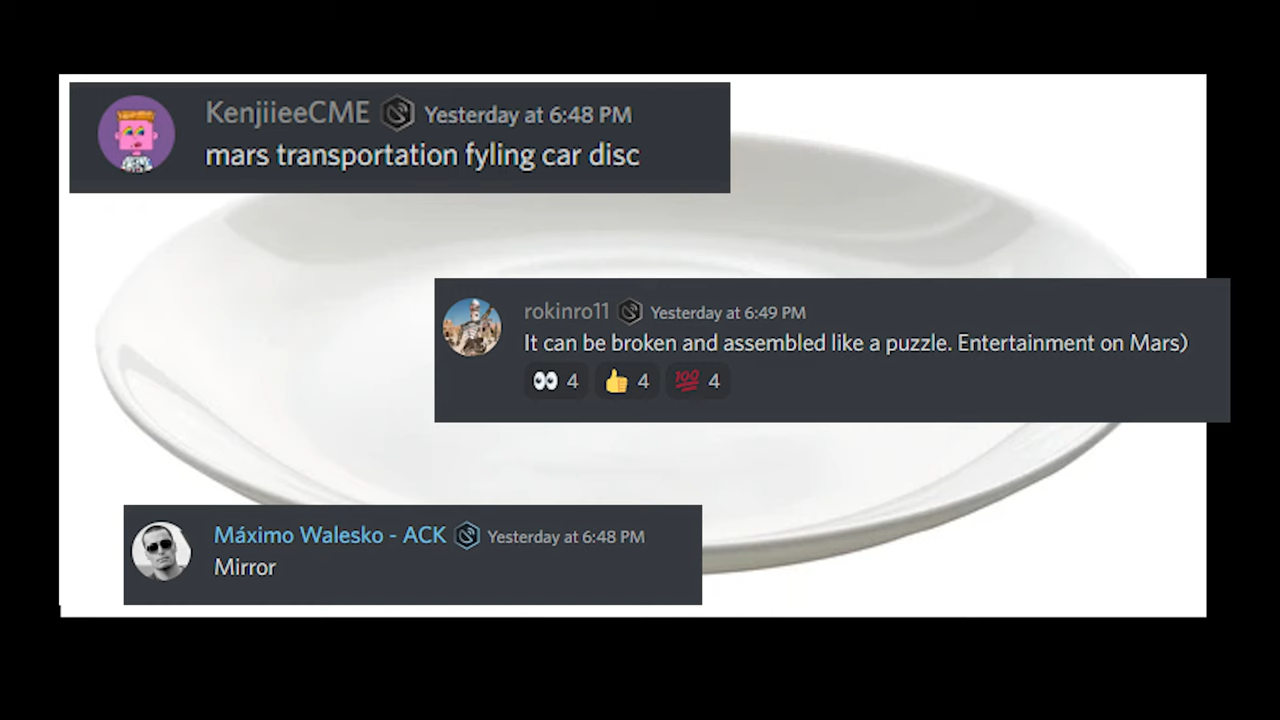 KenjiieeCME Yesterday at 6:48 PM
mars transportation fyling car disc
rokinro11 Yesterday at 6:49 PM
It can be broken and assembled like a puzzle. Entertainment on Mars)
👀 4 👍 4 💯 4
Máximo Walesko - ACK Yesterday at 6:48 PM
Mirror